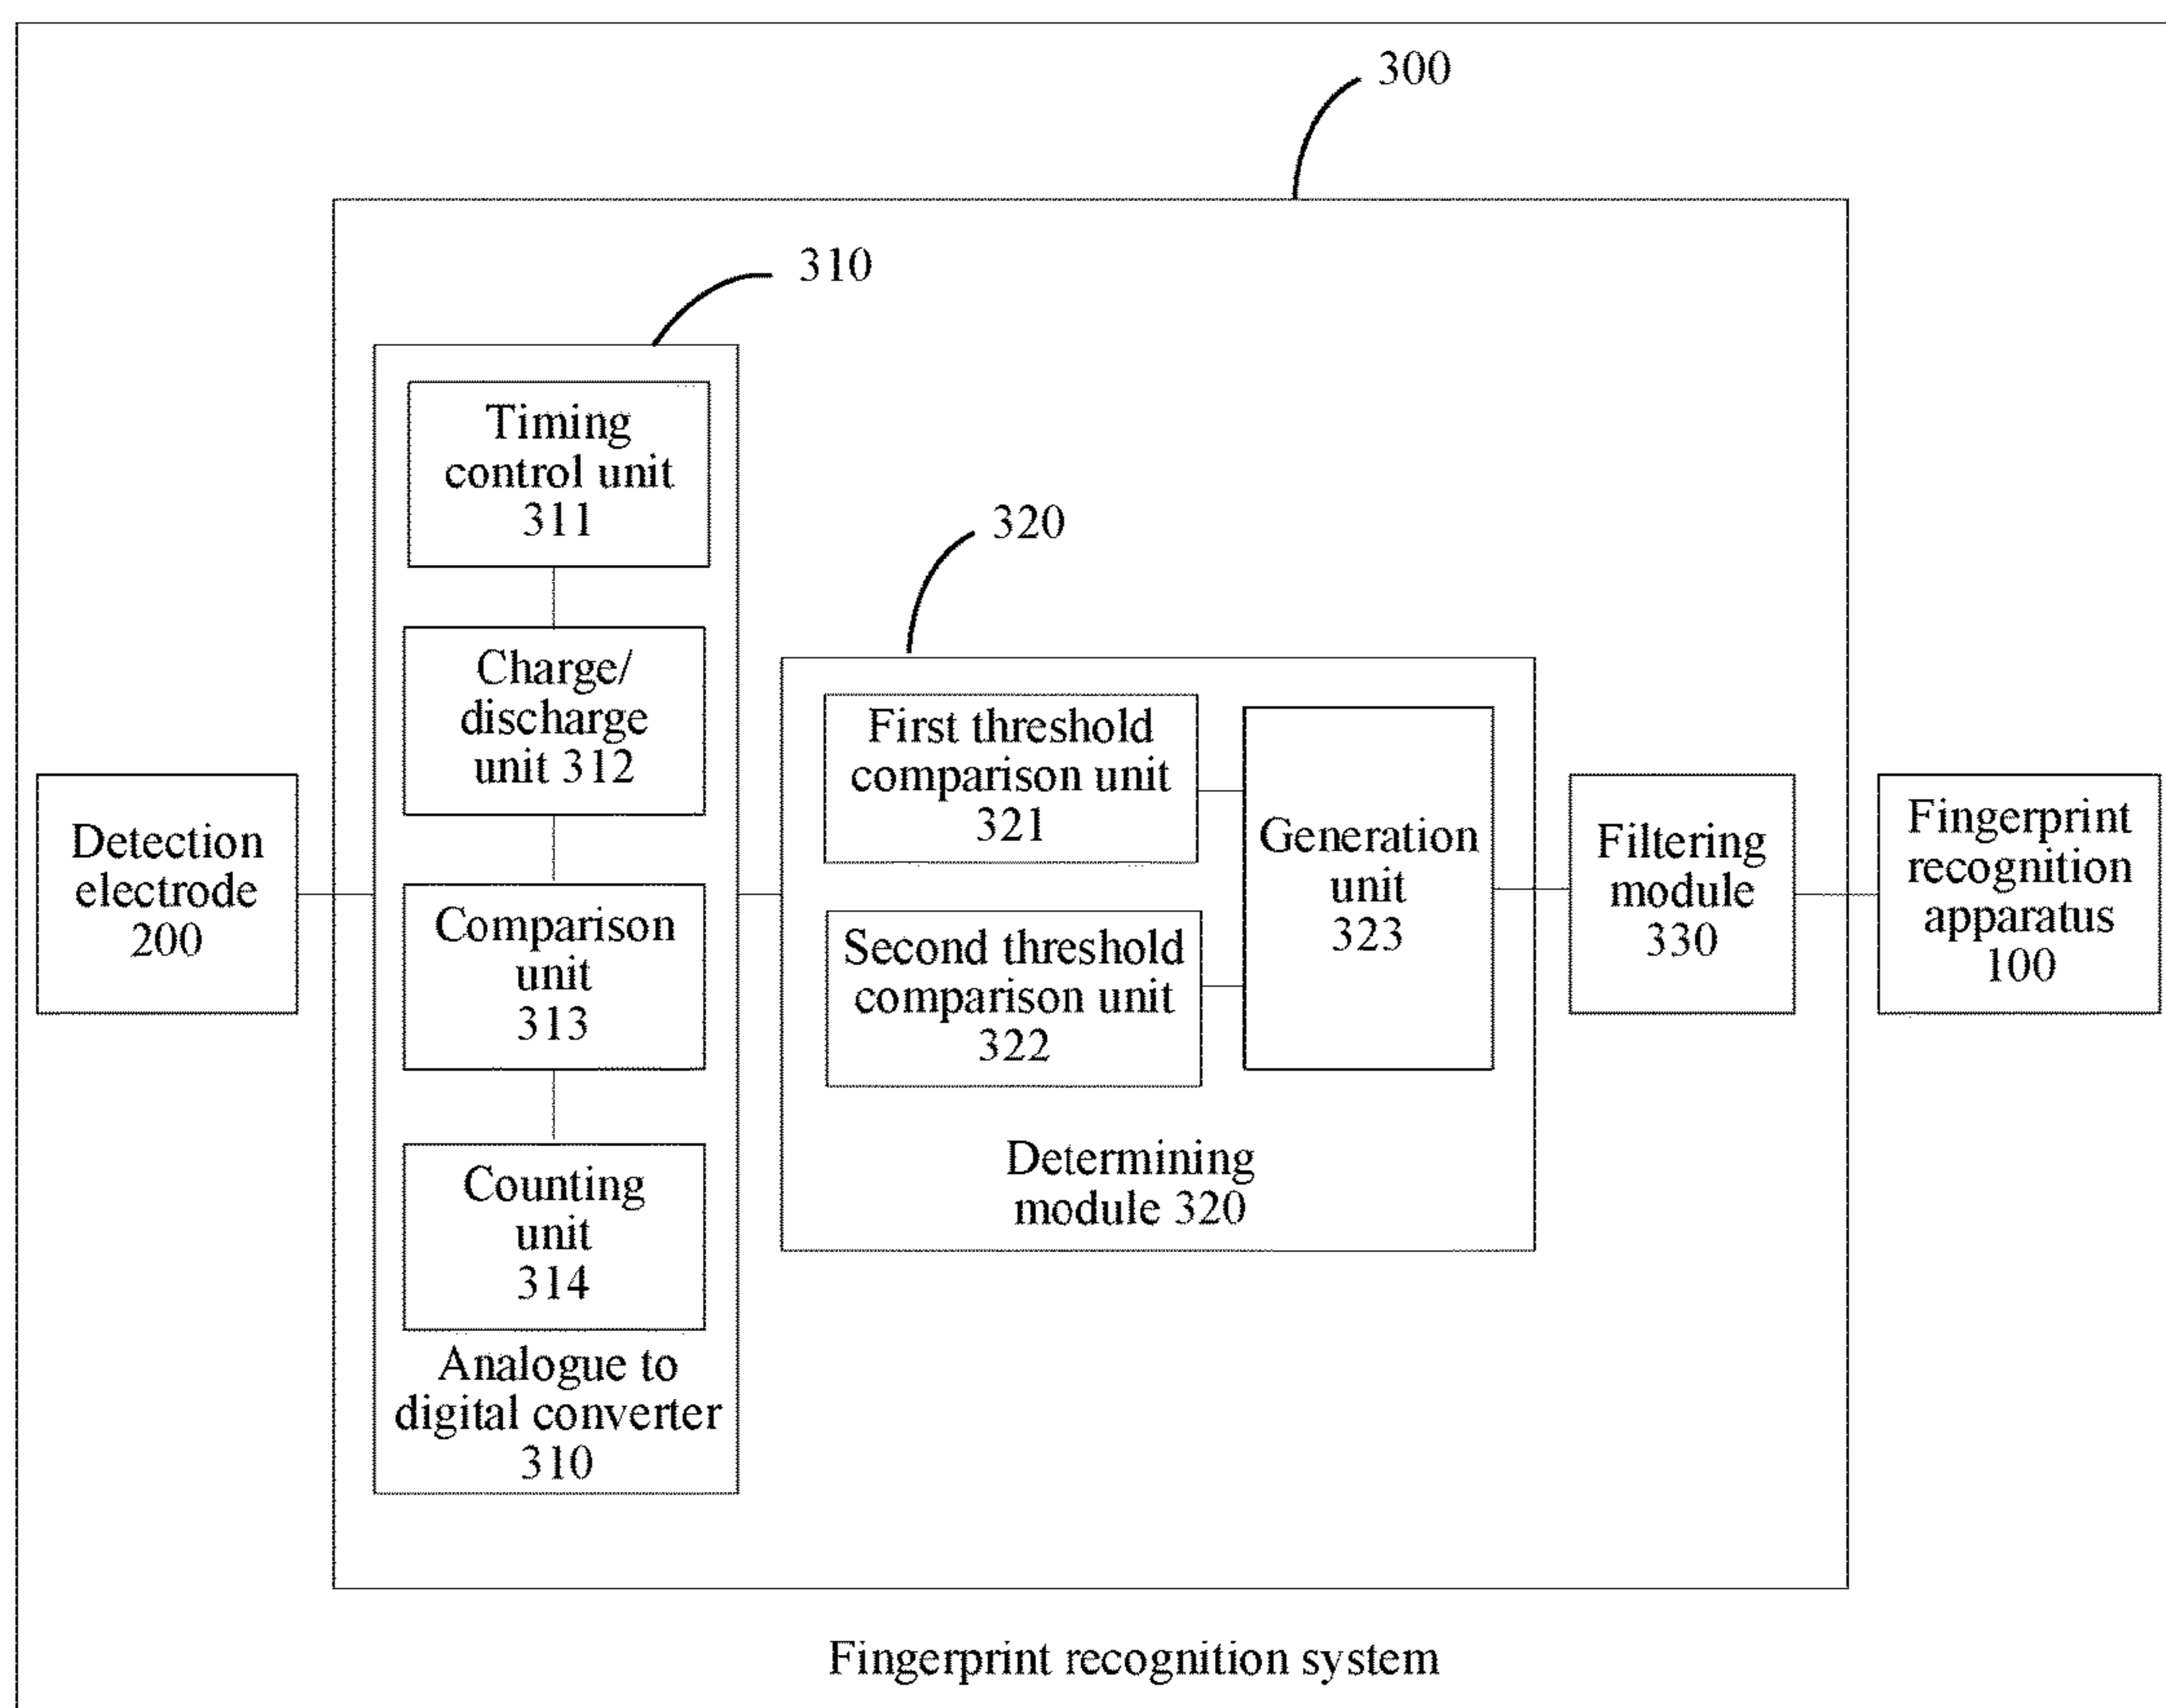 300
310
Timing
control unit
311
320
Charge/
discharge
unit 312
First threshold
comparison unit
321
Detection
electrode
200
Comparison
unit
313
Second threshold
comparison unit
322
Generation
unit
323
Filtering
module
330
Fingerprint
recognition
apparatus
100
Counting
unit
314
Determining
module 320
Analogue to
digital converter
310
Fingerprint recognition system